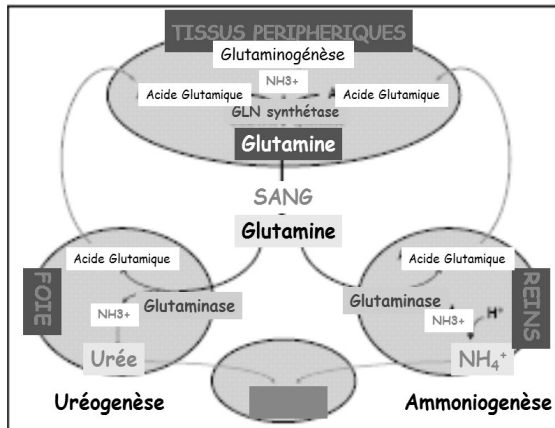 TISSUS PERIPHERIQUES
Glutaminogénèse
NH3+
Acide Glutamique
Acide Glutamique
GLN synthétase
Glutamine
SANG
Glutamine
Acide Glutamique
Acide Glutamique
FOIE
REINS
Glutaminase
Glutaminase
NH3+
NH3+
H+
Urée
NH4+
Uréogenèse
Ammoniogenèse